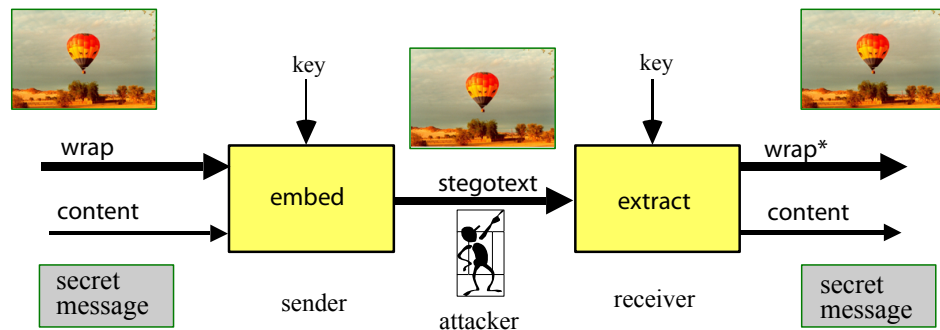 key
key
wrap
wrap*
embed
stegotext
extract
content
content
secret
message
sender
attacker
receiver
secret
message